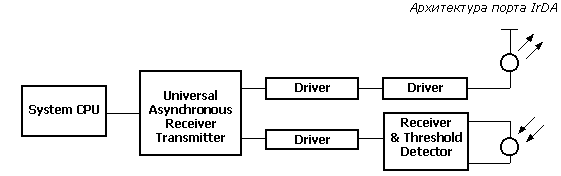 Архитектура порта IrDA
System CPU
Universal
Asynchronous
Receiver
Transmitter
Driver
Driver
Driver
Receiver
& Threshold
Detector